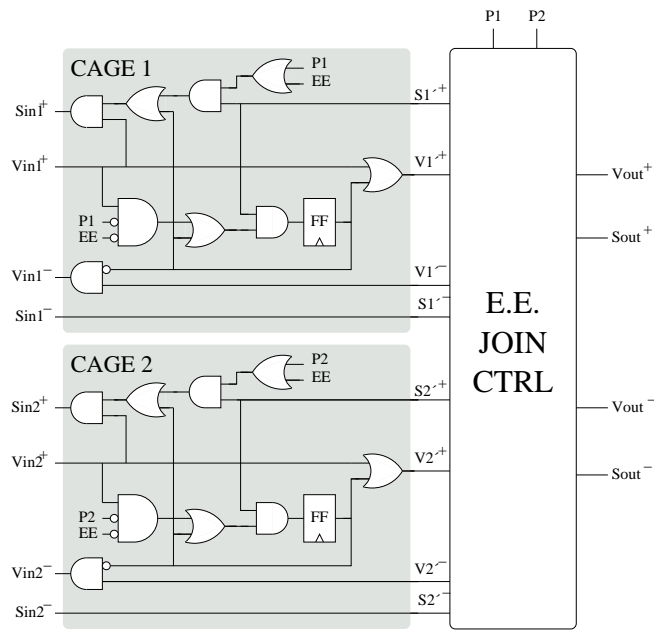 P1 P2
CAGE 1
P1
EE
Sin1+
S1´+
Vin1+
V1´+
Vout+
P1
EE
FF
Sout+
Vin1−
V1´−
Sin1−
S1´−
E.E.
JOIN
CTRL
CAGE 2
P2
EE
Sin2+
S2´+
Vout−
Vin2+
V2´+
Sout−
P2
EE
FF
Vin2−
V2´−
Sin2−
S2´−